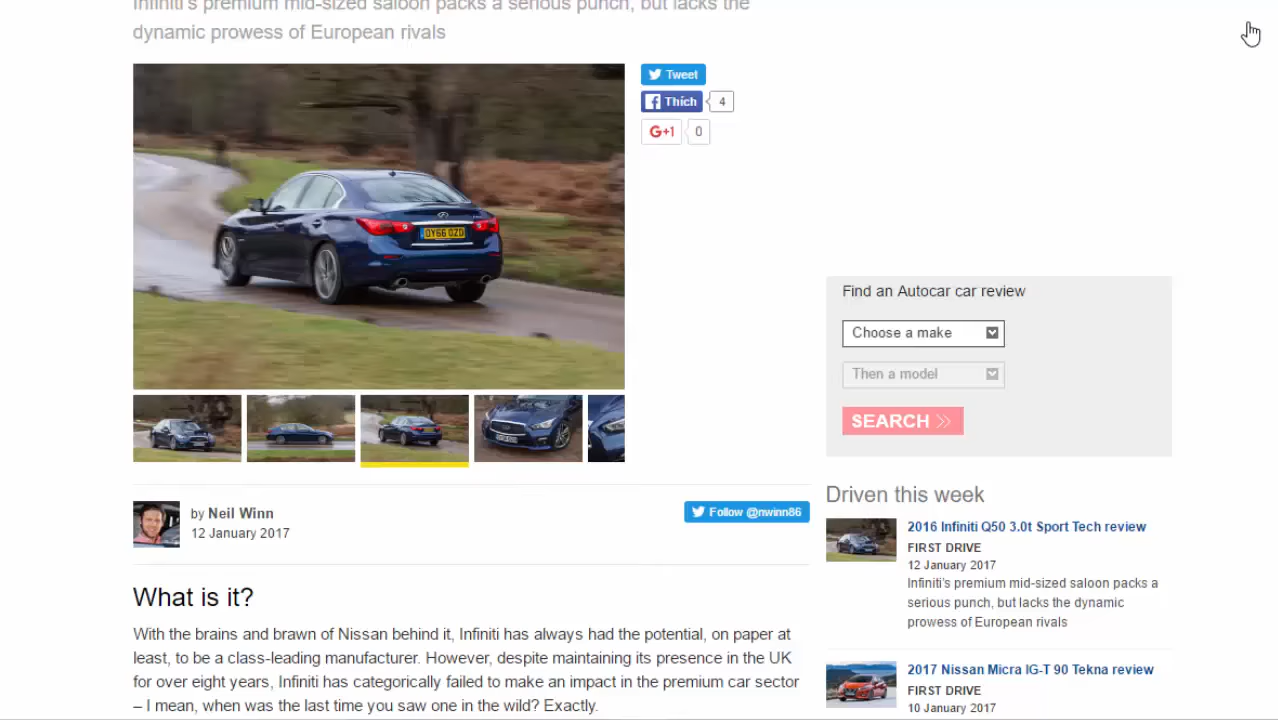 Infiniti's premium mid-sized saloon packs a serious punch, but lacks the
dynamic prowess of European rivals
Tweet
Thích 4
G+1 0
OY66 OZD
Find an Autocar car review
Choose a make
Then a model
SEARCH
by Neil Winn
12 January 2017
Follow @nwinn86
Driven this week
2016 Infiniti Q50 3.0t Sport Tech review
FIRST DRIVE
12 January 2017
Infiniti's premium mid-sized saloon packs a
serious punch, but lacks the dynamic
prowess of European rivals
2017 Nissan Micra IG-T 90 Tekna review
FIRST DRIVE
10 January 2017
What is it?
With the brains and brawn of Nissan behind it, Infiniti has always had the potential, on paper at
least, to be a class-leading manufacturer. However, despite maintaining its presence in the UK
for over eight years, Infiniti has categorically failed to make an impact in the premium car sector
– I mean, when was the last time you saw one in the wild? Exactly.